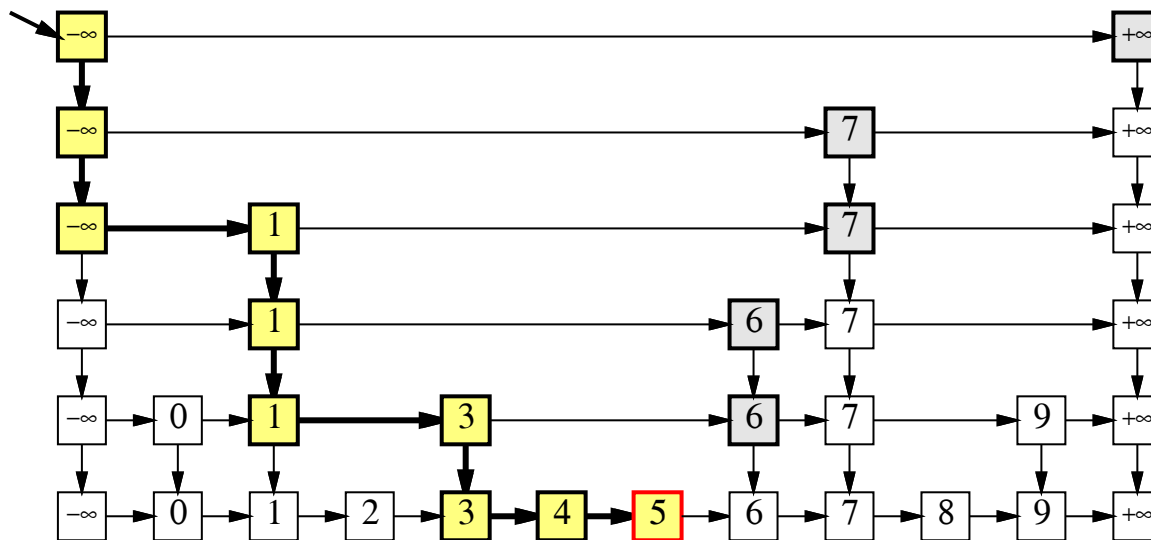 −∞ +∞
−∞ 7 +∞
−∞ 1 7 +∞
−∞ 1 6 7 +∞
−∞ 0 1 3 6 7 9 +∞
−∞ 0 1 2 3 4 5 6 7 8 9 +∞